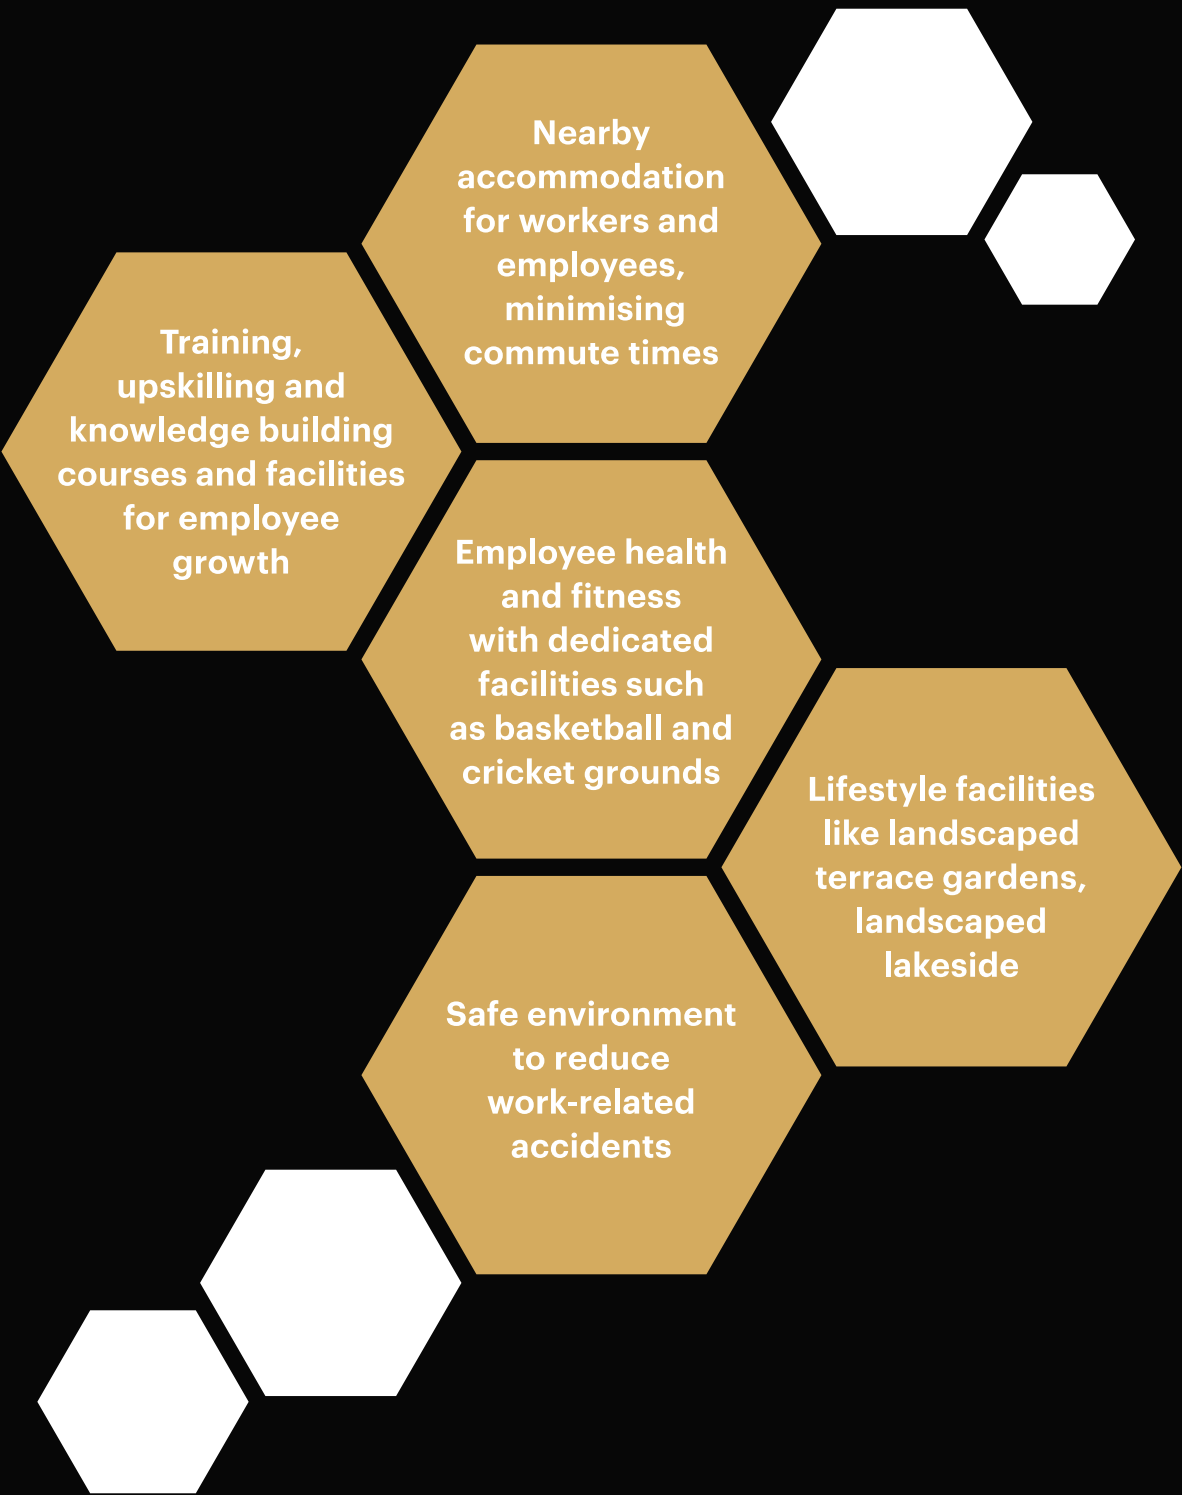 Nearby
accommodation
for workers and
employees,
minimising
commute times
Training,
upskilling and
knowledge building
courses and facilities
for employee
growth
Employee health
and fitness
with dedicated
facilities such
as basketball and
cricket grounds
Lifestyle facilities
like landscaped
terrace gardens,
landscaped
lakeside
Safe environment
to reduce
work-related
accidents